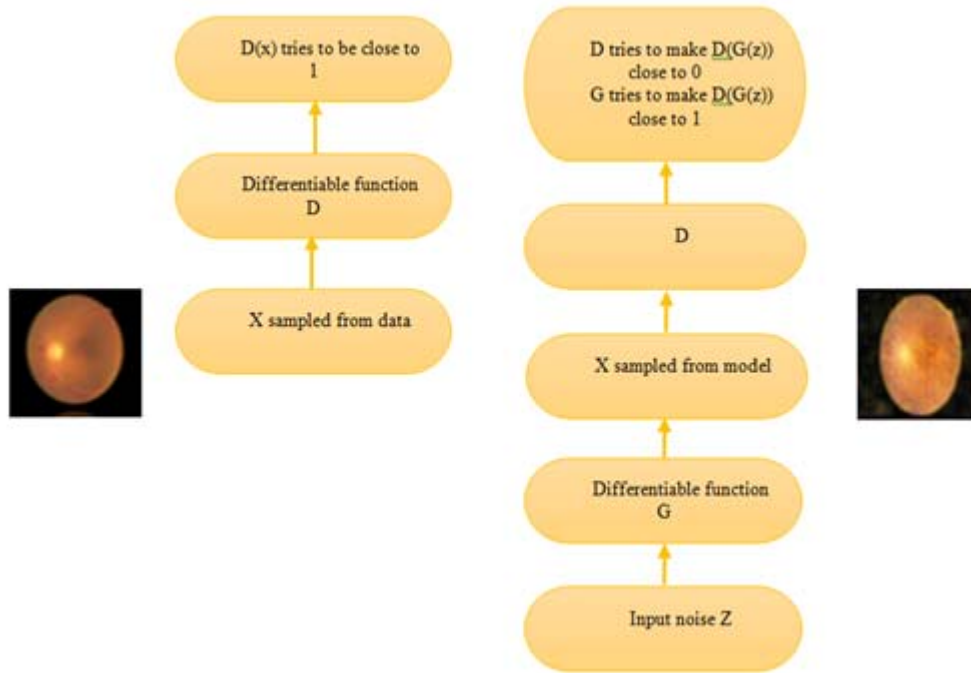 D(x) tries to be close to
1
Differentiable function
D
X sampled from data
D tries to make D(G(z))
close to 0
G tries to make D(G(z))
close to 1
D
X sampled from model
Differentiable function
G
Input noise Z